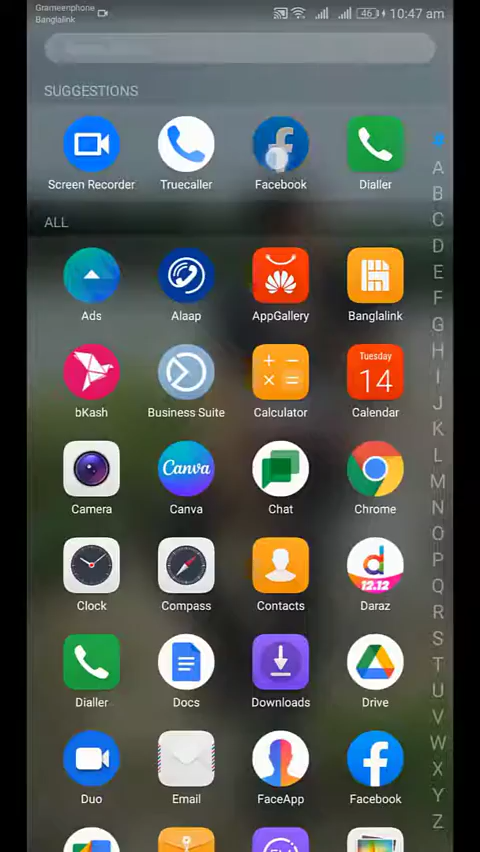 Grameenphone
Banglalink
46
10:47 am
SUGGESTIONS
Screen Recorder
Truecaller
Facebook
Dialler
ALL
Ads
Alaap
AppGallery
Banglalink
bKash
Business Suite
Calculator
Tuesday
14
Calendar
Canva
Camera
Canva
Chat
Chrome
12.12
Clock
Compass
Contacts
Daraz
Dialler
Docs
Downloads
Drive
Duo
Email
FaceApp
Facebook
#
A
B
C
D
E
F
G
H
I
J
K
L
M
N
O
P
Q
R
S
T
U
V
W
X
Y
Z